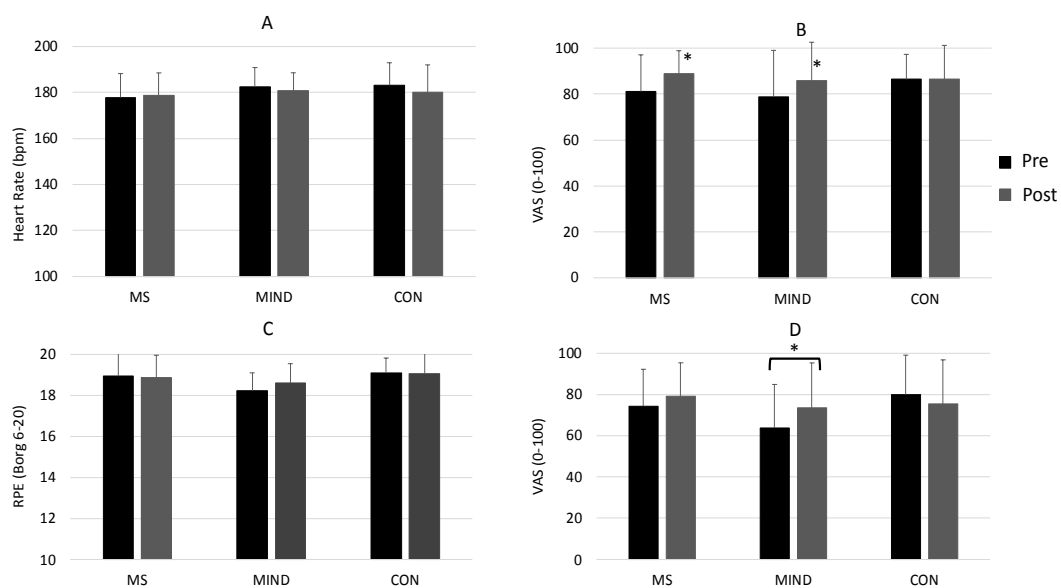 A
Heart Rate (bpm)
200
180
160
140
120
100
MS
MIND
CON
B
VAS (0-100)
100
80
60
40
20
0
*
*
MS
MIND
CON
Pre
Post
C
RPE (Borg 6-20)
20
18
16
14
12
10
MS
MIND
CON
D
VAS (0-100)
100
80
60
40
20
0
*
MS
MIND
CON